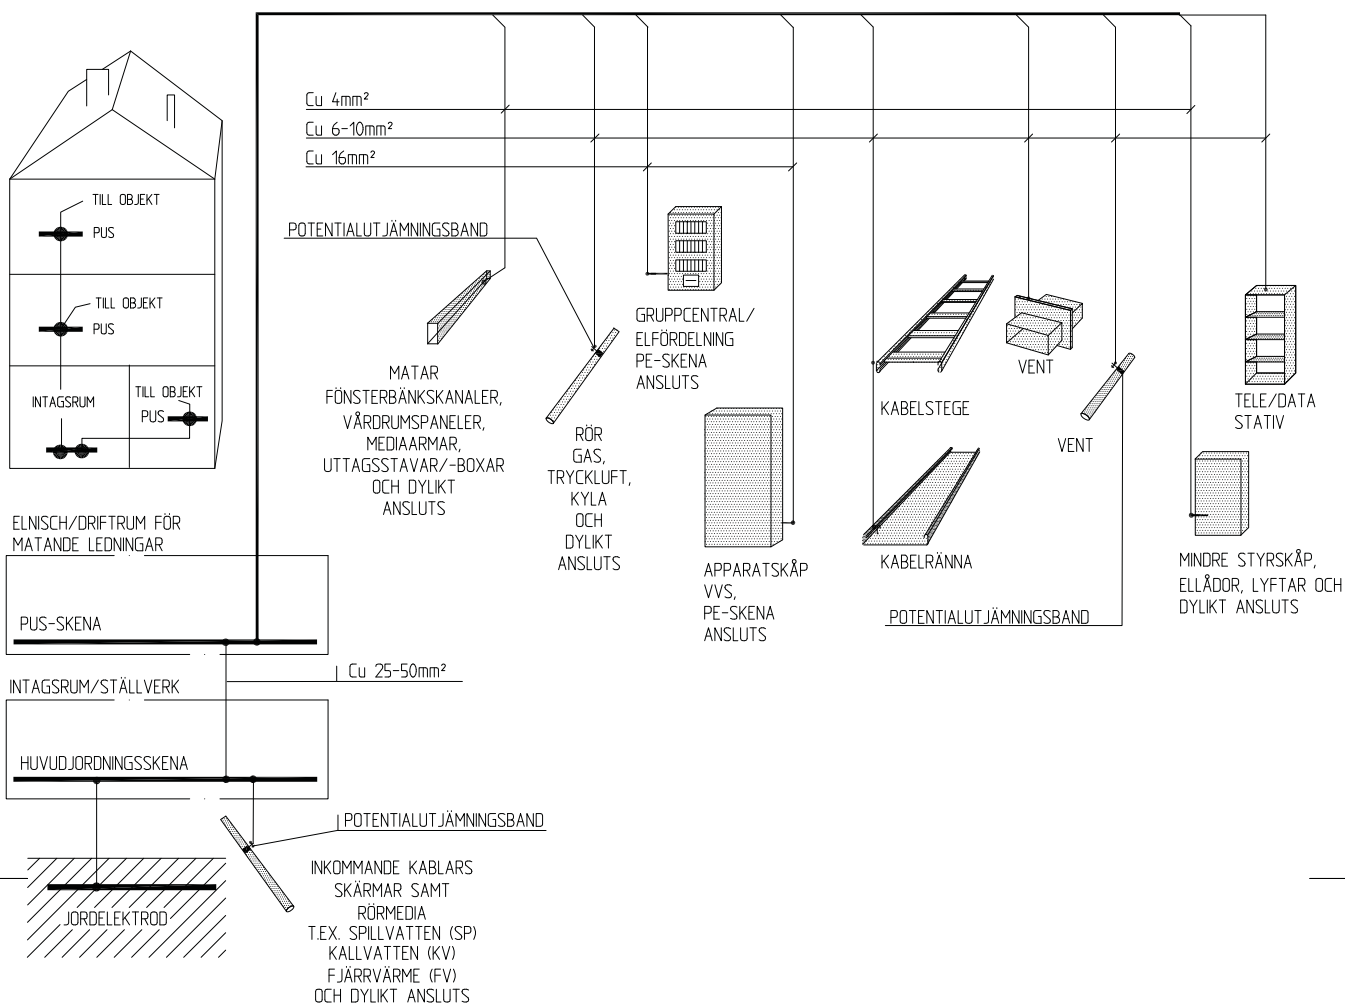 Cu 4mm²
Cu 6-10mm²
Cu 16mm²
TILL OBJEKT
PUS
TILL OBJEKT
PUS
TILL OBJEKT
INTAGSRUM
PUS
POTENTIALUTJÄMNINGSBAND
MATAR
FÖNSTERBÄNKSKANALER,
VÅRDRUMSPANELER,
MEDIAARMAR,
UTTAGSSTAVAR/-BOXAR
OCH DYLIKT
ANSLUTS
RÖR
GAS,
TRYCKLUFT,
KYLA
OCH
DYLIKT
ANSLUTS
GRUPPCENTRAL/
ELFÖRDELNING
PE-SKENA
ANSLUTS
APPARATSKÅP
VVS,
PE-SKENA
ANSLUTS
KABELSTEGE
KABELRÄNNA
VENT
VENT
POTENTIALUTJÄMNINGSBAND
TELE/DATA
STATIV
MINDRE STYRSKÅP,
ELLÅDOR, LYFTAR OCH
DYLIKT ANSLUTS
ELNISCH/DRIFTRUM FÖR
MATANDE LEDNINGAR
PUS-SKENA
Cu 25-50mm²
INTAGSRUM/STÄLLVERK
HUVUDJORDNINGSSKENA
POTENTIALUTJÄMNINGSBAND
JORDELEKTROD
INKOMMANDE KABLARS
SKÄRMAR SAMT
RÖRMEDIA
T.EX. SPILLVATTEN (SP)
KALLVATTEN (KV)
FJÄRRVÄRME (FV)
OCH DYLIKT ANSLUTS